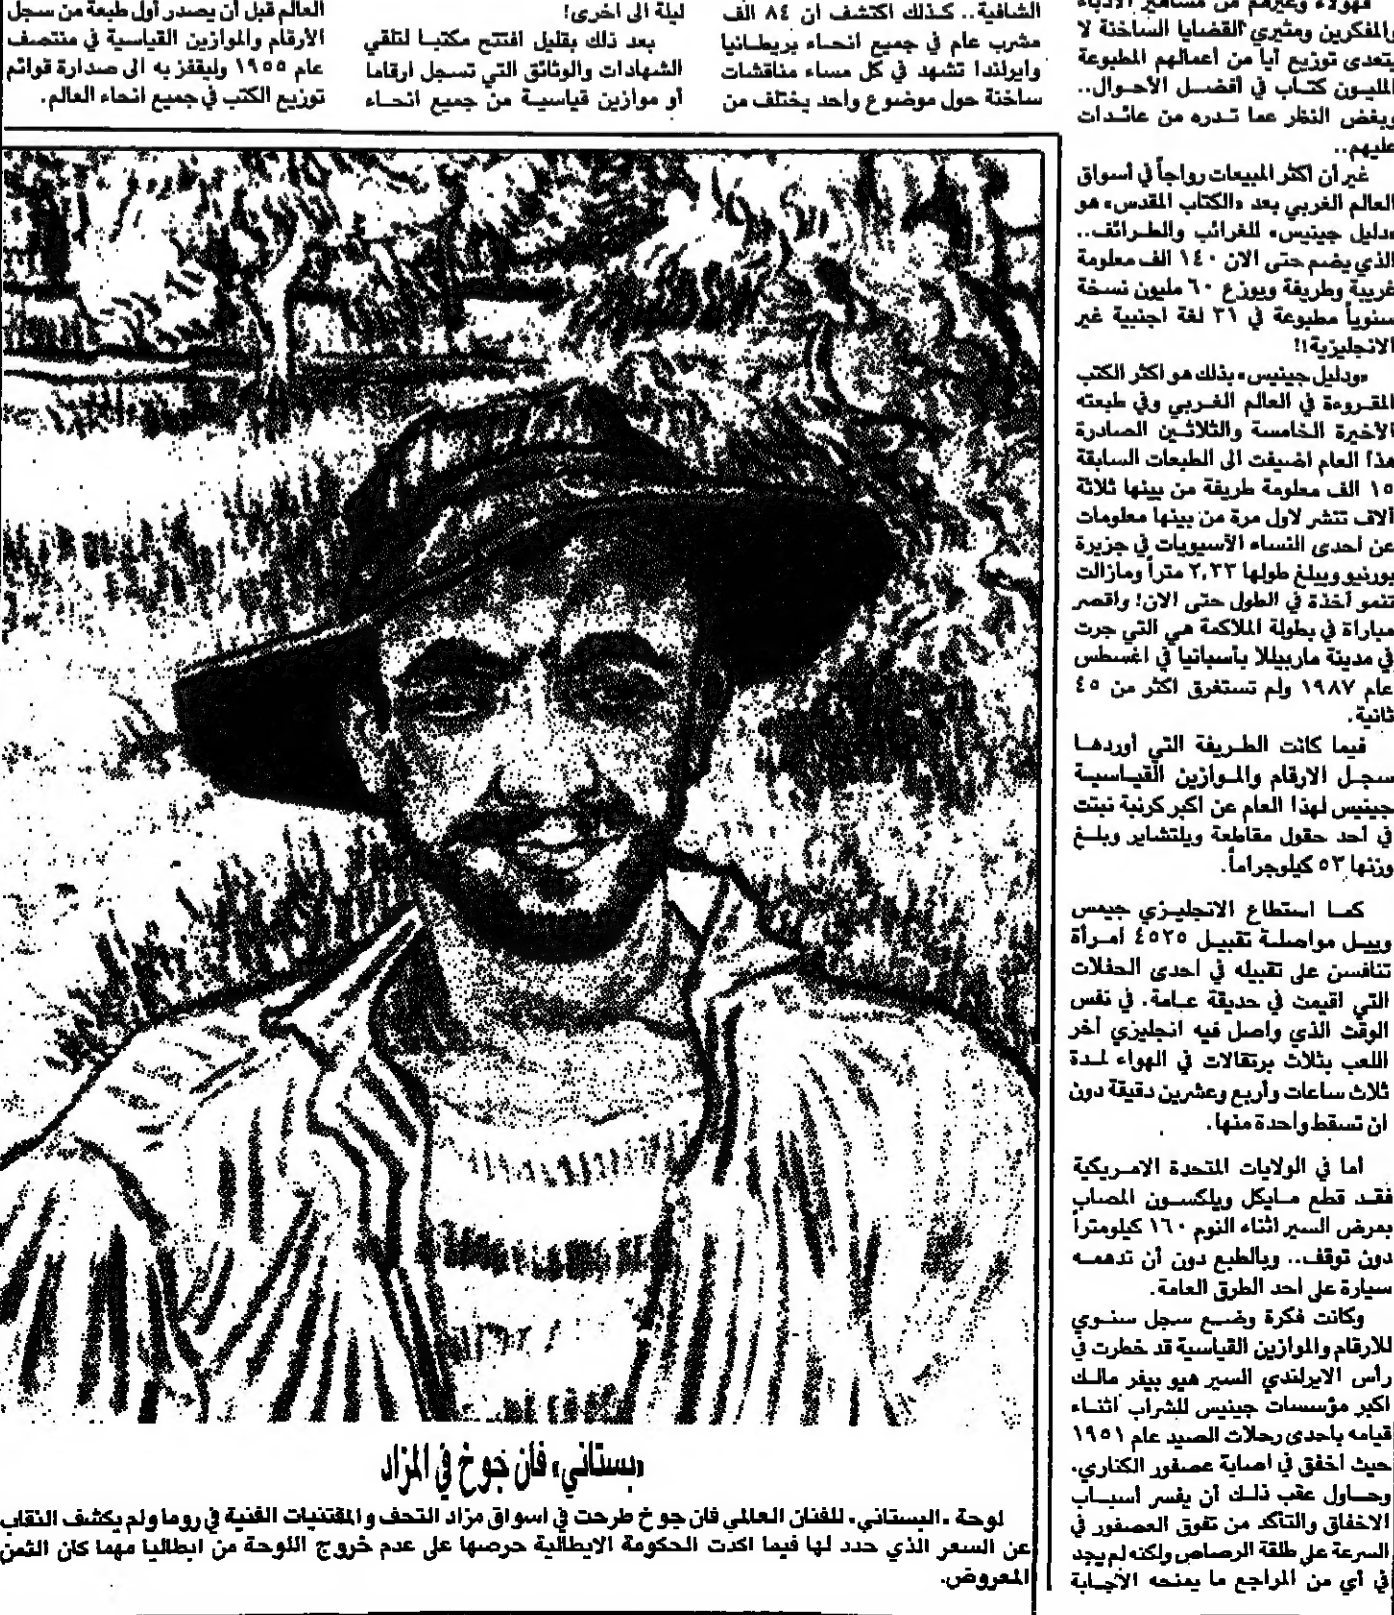 فهؤلاء وغيرهم من مشاهير الأدباء
والمفكرين ومثيري القضايا الساخنة لا
يتعدى توزيع أيا من أعمالهم المطبوعة
المليون كتاب في أفضل الأحوال..
وبغض النظر عما تدره من عائدات
عليهم..
غير أن اكثر المبيعات رواجاً في أسواق
العالم الغربي بعد «الكتاب المقدس» هو
«دليل جينيس» للغرائب والطرائف..
الذي يضم حتى الان ١٤٠ الف معلومة
غريبة وطريفة ويوزع ٦٠ مليون نسخة
سنوياً مطبوعة في ٣١ لغة اجنبية غير
الانجليزية!!
«ودليل جينيس» بذلك هو اكثر الكتب
المقروءة في العالم الغربي وفي طبعته
الأخيرة الخامسة والثلاثين الصادرة
هذا العام اضيفت الى الطبعات السابقة
١٥ الف معلومة طريفة من بينها ثلاثة
آلاف تنشر لاول مرة من بينها معلومات
عن احدى النساء الآسيويات في جزيرة
بورنيو ويبلغ طولها ٢,٣٣ متراً ومازالت
تنمو آخذة في الطول حتى الان! وأقصر
مباراة في بطولة الملاكمة هي التي جرت
في مدينة ماربيللا بأسبانيا في اغسطس
عام ١٩٨٧ ولم تستغرق اكثر من ٤٥
ثانية.
فيما كانت الطريفة التي أوردها
سجل الارقام والموازين القياسية
جينيس لهذا العام عن اكبر كرنبة نبتت
في أحد حقول مقاطعة ويلتشاير وبلغ
وزنها ٥٣ كيلوجراماً.
كما استطاع الانجليزي جيمس
وييل مواصلة تقبيل ٤٥٢٥ أمرأة
تنافسن على تقبيله في احدى الحفلات
التي اقيمت في حديقة عامة. في نفس
الوقت الذي واصل فيه انجليزي أخر
اللعب بثلاث برتقالات في الهواء لمدة
ثلاث ساعات وأربع وعشرين دقيقة دون
ان تسقط واحدة منها.
أما في الولايات المتحدة الامريكية
فقد قطع مايكل ويلكسون المصاب
بمرض السير اثناء النوم ١٦٠ كيلومتراً
دون توقف.. وبالطبع دون أن تدهمه
سيارة على احد الطرق العامة.
وكانت فكرة وضع سجل سنوي
للارقام والموازين القياسية قد خطرت في
رأس الايرلندي السير هيو بيفر مالك
اكبر مؤسسات جينيس للشراب اثناء
قيامه باحدى رحلات الصيد عام ١٩٥١
حيث أخفق في اصابة عصفور الكناري.
وحاول عقب ذلك أن يفسر أسباب
الاخفاق والتأكد من تفوق العصفور في
السرعة على طلقة الرصاص ولكنه لم يجد
في أي من المراجع ما يمنحه الاجابة
الشافية.. كذلك اكتشف ان ٨٤ الف
مشرب عام في جميع انحاء بريطانيا
وايرلندا تشهد في كل مساء مناقشات
ساخنة حول موضوع واحد يختلف من
ليلة الى اخرى!
بعد ذلك بقليل افتتح مكتبا لتلقي
الشهادات والوثائق التي تسجل ارقاما
أو موازين قياسية من جميع انحاء
العالم قبل أن يصدر أول طبعة من سجل
الأرقام والموازين القياسية في منتصف
عام ١٩٥٥ وليقفز به الى صدارة قوائم
توزيع الكتب في جميع انحاء العالم.
«بستاني» فان جوخ في المزاد
لوحة «البستاني» للفنان العالمي فان جوخ طرحت في اسواق مزاد التحف والمقتنيات الفنية في روما ولم يكشف النقاب
عن السعر الذي حدد لها فيما اكدت الحكومة الايطالية حرصها على عدم خروج اللوحة من ايطاليا مهما كان الثمن
المعروض.